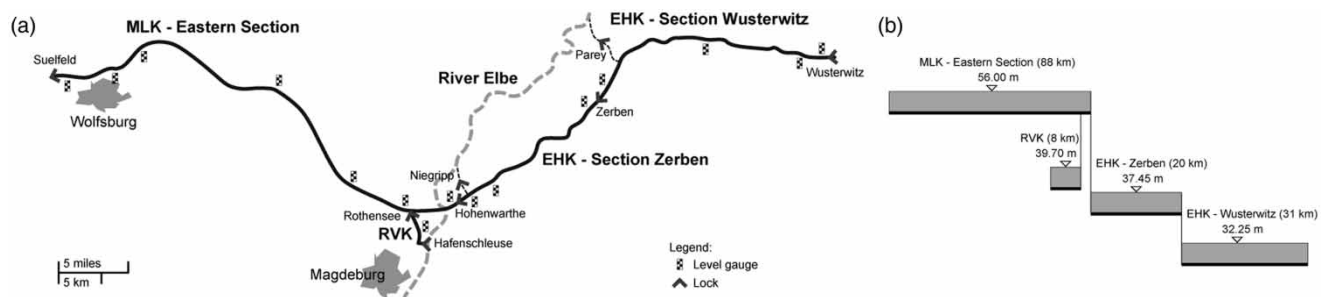 (a)
MLK - Eastern Section
EHK - Section Wusterwitz
Suelfeld
Parey
Wusterwitz
River Elbe
Wolfsburg
Zerben
EHK - Section Zerben
Niegripp
Rothensee
Hohenwarthe
RVK
Hafenschleuse
Magdeburg
5 miles
5 km
Legend:
Level gauge
Lock
(b)
MLK - Eastern Section (88 km)
56.00 m
RVK (8 km)
39.70 m
EHK - Zerben (20 km)
37.45 m
EHK - Wusterwitz (31 km)
32.25 m